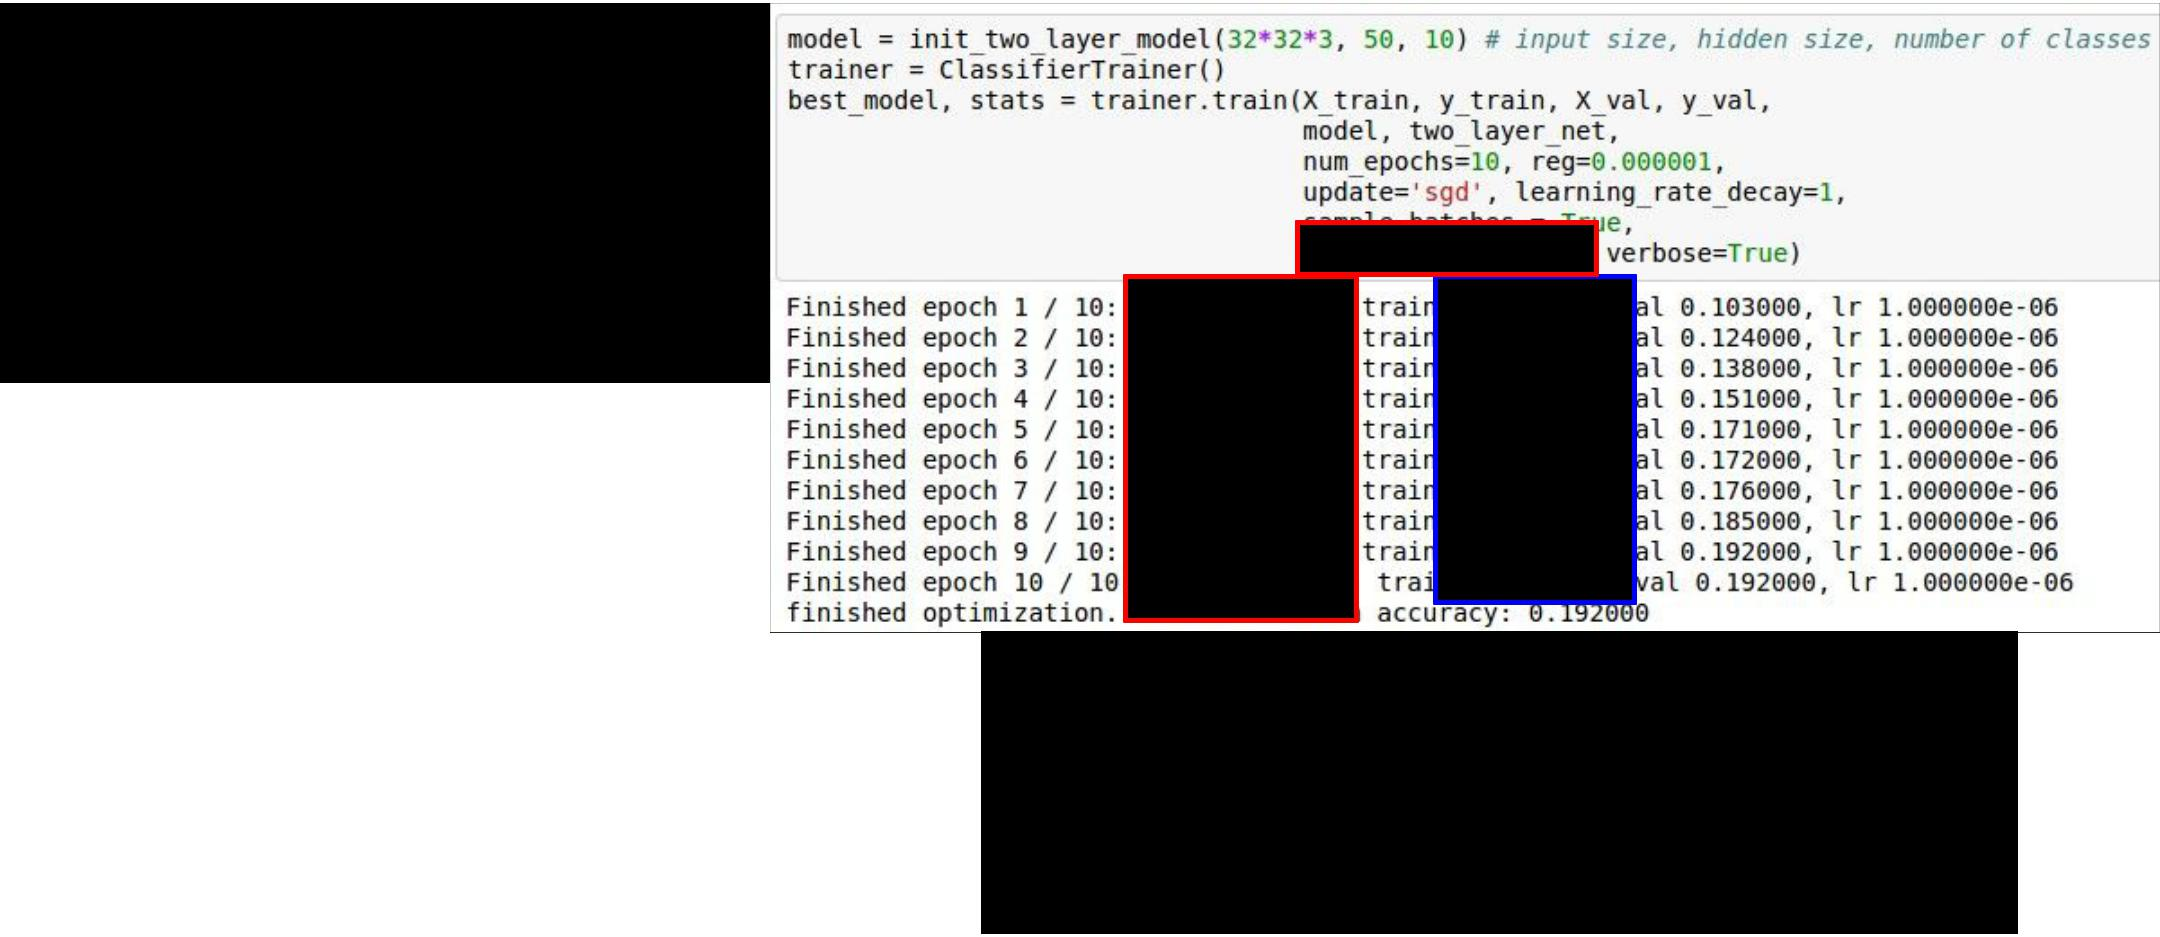 model = init_two_layer_model(32*32*3, 50, 10) # input size, hidden size, number of classes
trainer = ClassifierTrainer()
best_model, stats = trainer.train(X_train, y_train, X_val, y_val,
model, two_layer_net,
num_epochs=10, reg=0.000001,
update='sgd', learning_rate_decay=1,
sample_batches = True,
verbose=True)
Finished epoch 1 / 10: train al 0.103000, lr 1.000000e-06
Finished epoch 2 / 10: train al 0.124000, lr 1.000000e-06
Finished epoch 3 / 10: train al 0.138000, lr 1.000000e-06
Finished epoch 4 / 10: train al 0.151000, lr 1.000000e-06
Finished epoch 5 / 10: train al 0.171000, lr 1.000000e-06
Finished epoch 6 / 10: train al 0.172000, lr 1.000000e-06
Finished epoch 7 / 10: train al 0.176000, lr 1.000000e-06
Finished epoch 8 / 10: train al 0.185000, lr 1.000000e-06
Finished epoch 9 / 10: train al 0.192000, lr 1.000000e-06
Finished epoch 10 / 10 trai val 0.192000, lr 1.000000e-06
finished optimization. accuracy: 0.192000